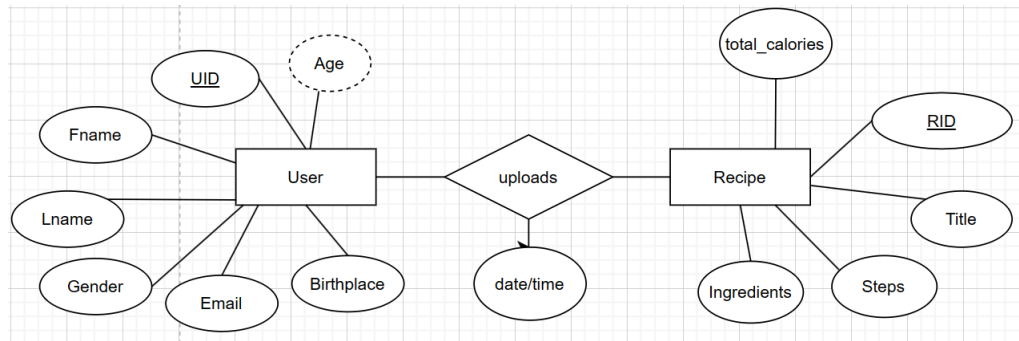 total_calories
Age
UID
RID
Fname
User
uploads
Recipe
Lname
Title
Gender
Email
Birthplace
date/time
Ingredients
Steps